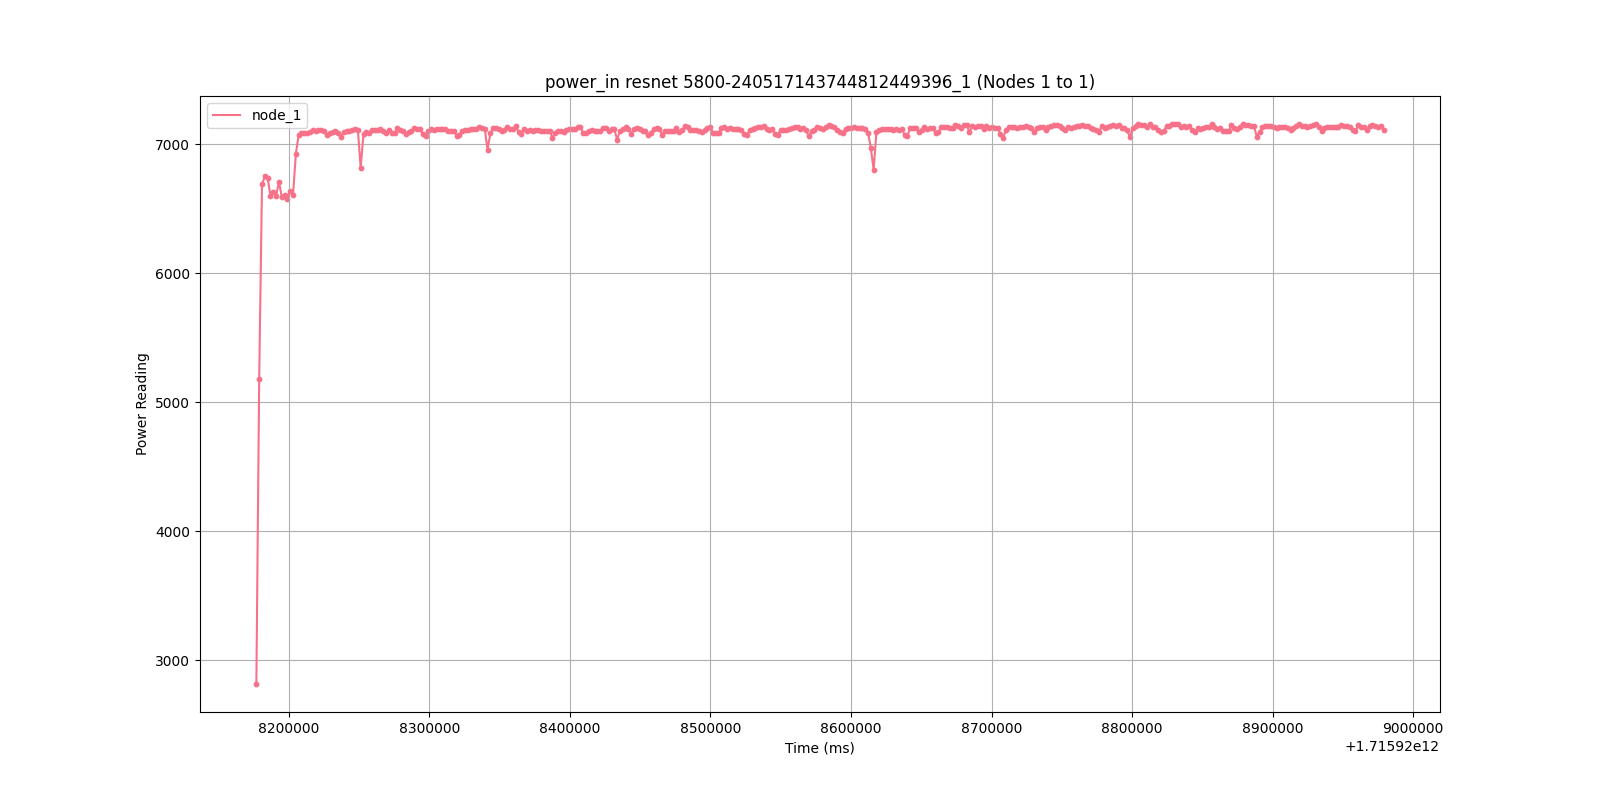 power_in resnet 5800-240517143744812449396_1 (Nodes 1 to 1)
node_1
7000
6000
5000
4000
3000
Power Reading
8200000 8300000 8400000 8500000 8600000 8700000 8800000 8900000 9000000
Time (ms)
+1.71592e12